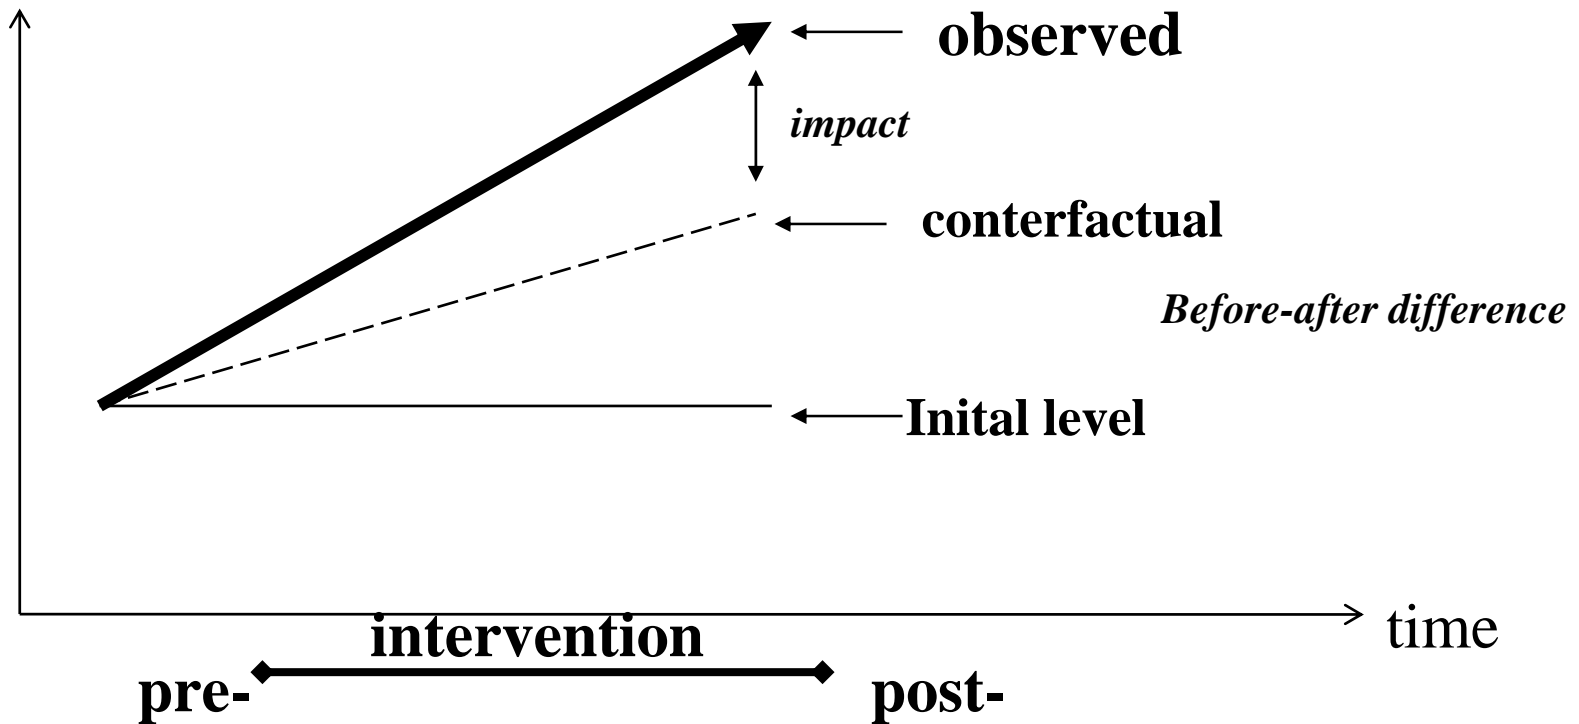 observed
impact
conterfactual
Before-after difference
Inital level
time
intervention
pre-
post-